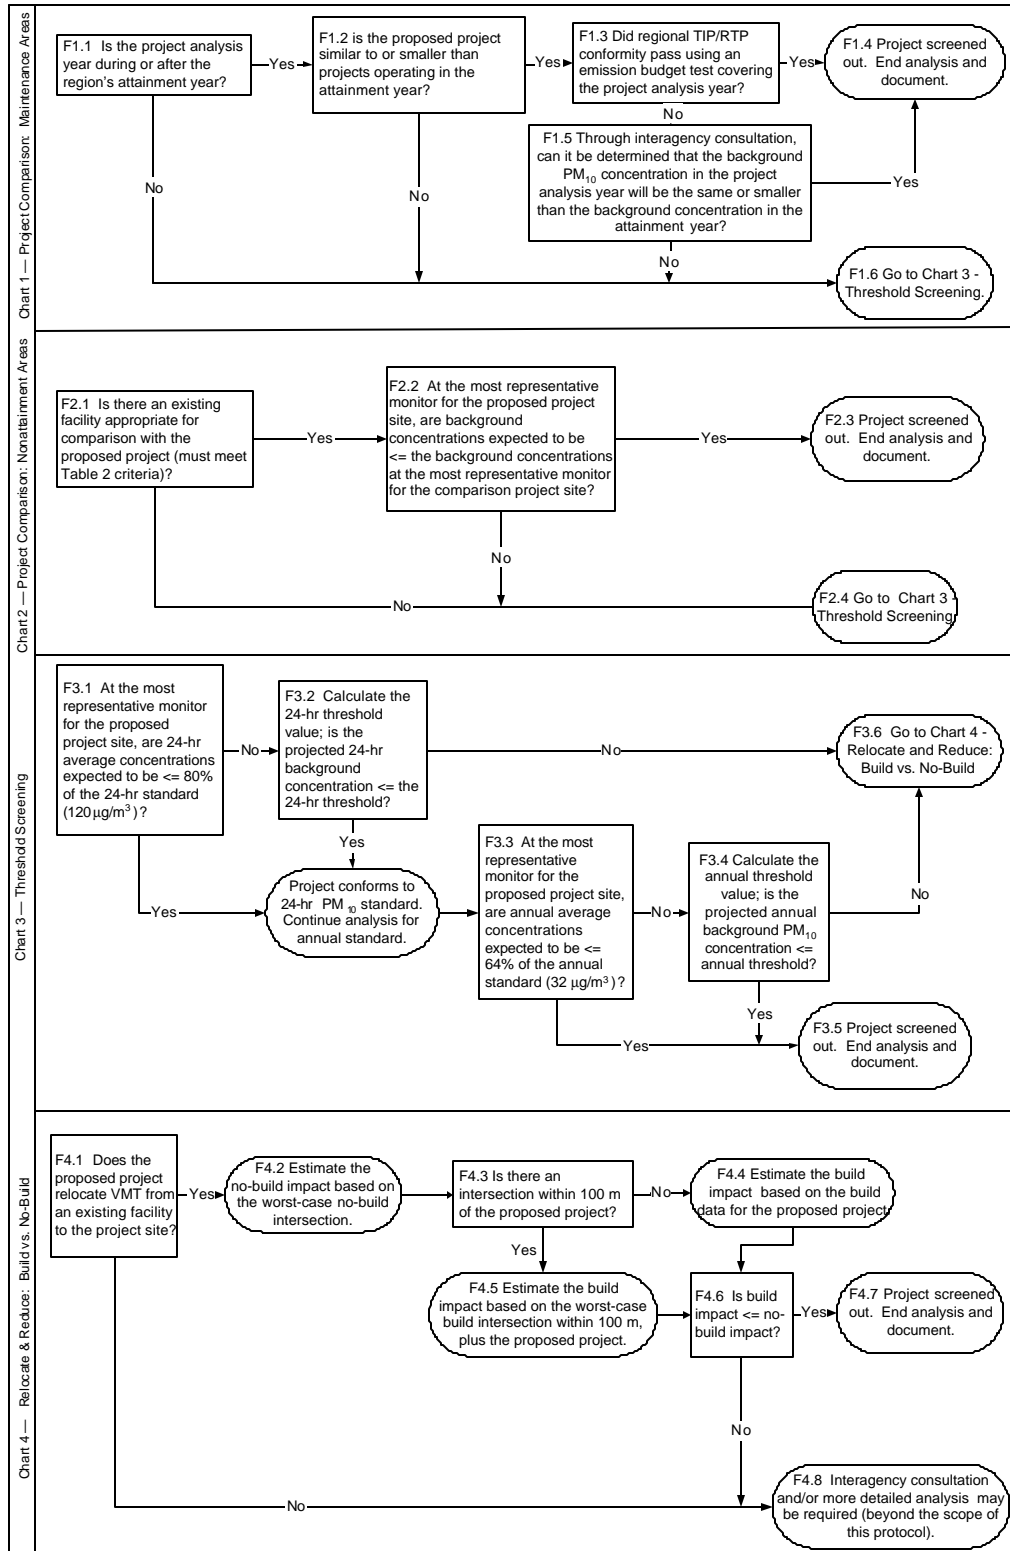 Chart 1 — Project Comparison: Maintenance Areas
F1.1 Is the project analysis
year during or after the
region's attainment year?
Yes
F1.2 is the proposed project
similar to or smaller than
projects operating in the
attainment year?
Yes
F1.3 Did regional TIP/RTP
conformity pass using an
emission budget test covering
the project analysis year?
Yes
F1.4 Project screened
out. End analysis and
document.
No
F1.5 Through interagency consultation,
can it be determined that the background
PM10 concentration in the project
analysis year will be the same or smaller
than the background concentration in the
attainment year?
Yes
No
No
No
F1.6 Go to Chart 3 -
Threshold Screening.
Chart 2 — Project Comparison: Nonattainment Areas
F2.1 Is there an existing
facility appropriate for
comparison with the
proposed project (must meet
Table 2 criteria)?
Yes
F2.2 At the most representative
monitor for the proposed project
site, are background
concentrations expected to be
<= the background concentrations
at the most representative monitor
for the comparison project site?
Yes
F2.3 Project screened
out. End analysis and
document.
No
No
F2.4 Go to Chart 3 -
Threshold Screening
Chart 3 — Threshold Screening
F3.1 At the most
representative monitor
for the proposed
project site, are 24-hr
average concentrations
expected to be <= 80%
of the 24-hr standard
(120 µg/m³)?
No
F3.2 Calculate the
24-hr threshold
value; is the
projected 24-hr
background
concentration <= the
24-hr threshold?
No
F3.6 Go to Chart 4 -
Relocate and Reduce:
Build vs. No-Build
Yes
Yes
Project conforms to
24-hr PM 10 standard.
Continue analysis for
annual standard.
F3.3 At the most
representative
monitor for the
proposed project site,
are annual average
concentrations
expected to be <=
64% of the annual
standard (32 µg/m³)?
No
F3.4 Calculate the
annual threshold
value; is the
projected annual
background PM10
concentration <=
annual threshold?
No
Yes
Yes
F3.5 Project screened
out. End analysis and
document.
Chart 4 — Relocate & Reduce: Build vs. No-Build
F4.1 Does the
proposed project
relocate VMT from
an existing facility
to the project site?
Yes
F4.2 Estimate the
no-build impact based on
the worst-case no-build
intersection.
F4.3 Is there an
intersection within 100 m
of the proposed project?
No
F4.4 Estimate the build
impact based on the build
data for the proposed project
Yes
F4.5 Estimate the build
impact based on the worst-case
build intersection within 100 m,
plus the proposed project.
F4.6 Is build
impact <= no-
build impact?
Yes
F4.7 Project screened
out. End analysis and
document.
No
No
F4.8 Interagency consultation
and/or more detailed analysis may
be required (beyond the scope of
this protocol).